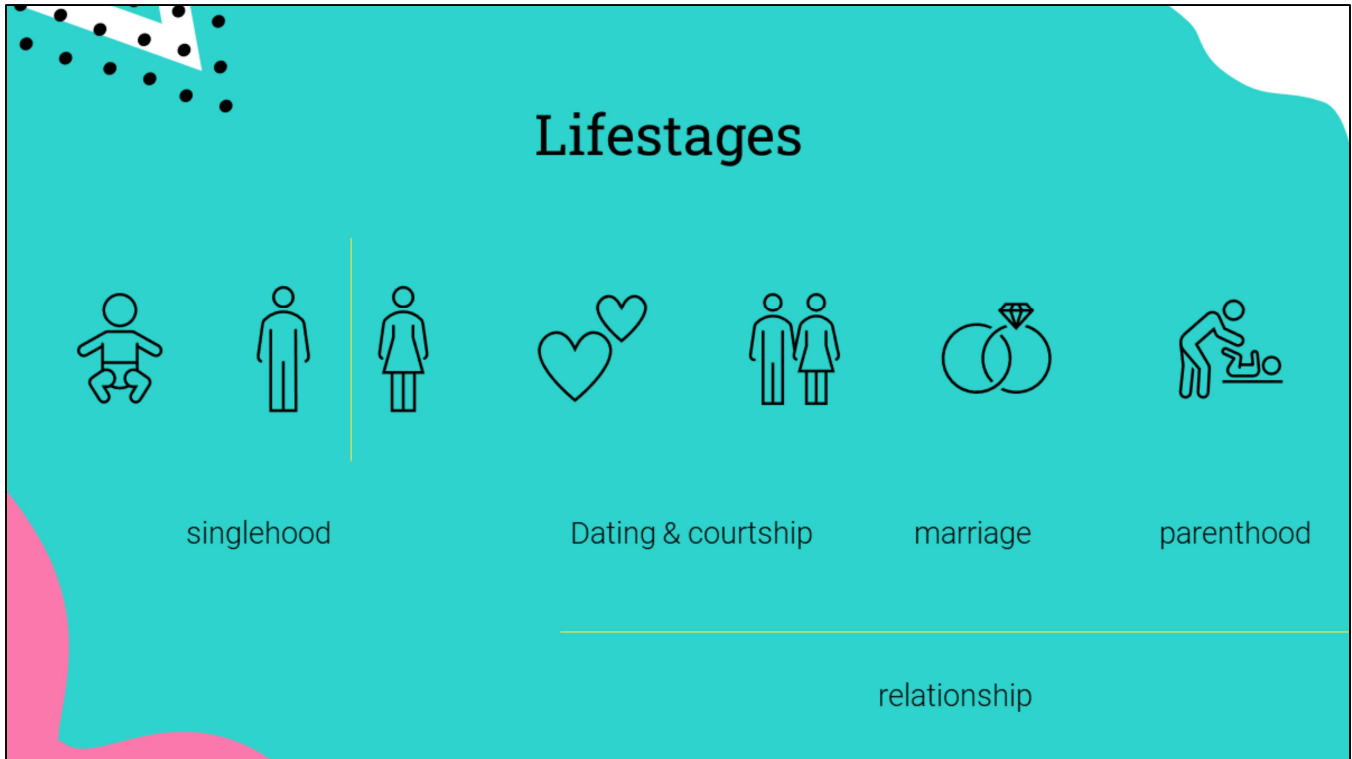 Lifestages
singlehood
Dating & courtship
marriage
parenthood
relationship